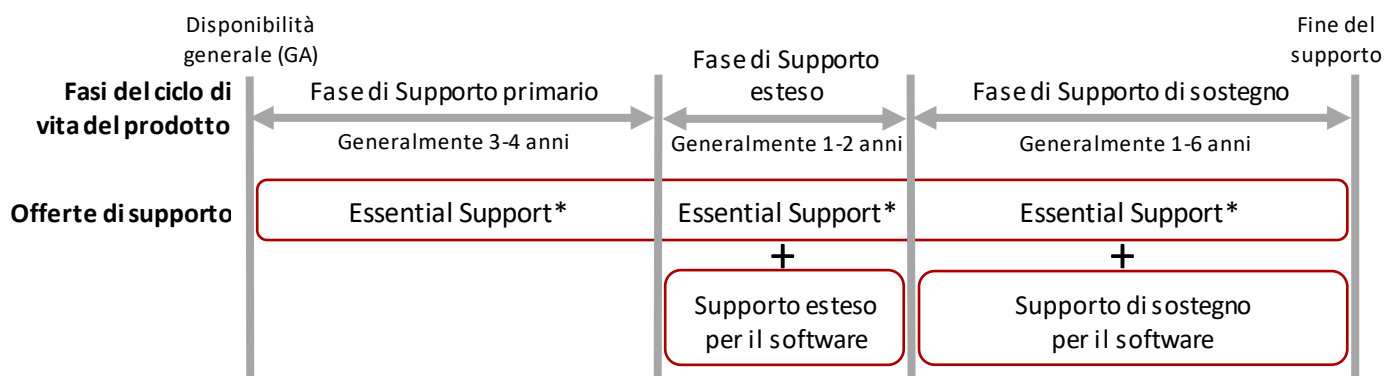 Disponibilità
generale (GA)
Fine del
supporto
Fasi del ciclo di
vita del prodotto
Fase di Supporto primario
Generalmente 3-4 anni
Fase di Supporto
esteso
Generalmente 1-2 anni
Fase di Supporto di sostegno
Generalmente 1-6 anni
Offerte di supporto
Essential Support*
Essential Support*
Essential Support*
+
+
Supporto esteso
per il software
Supporto di sostegno
per il software